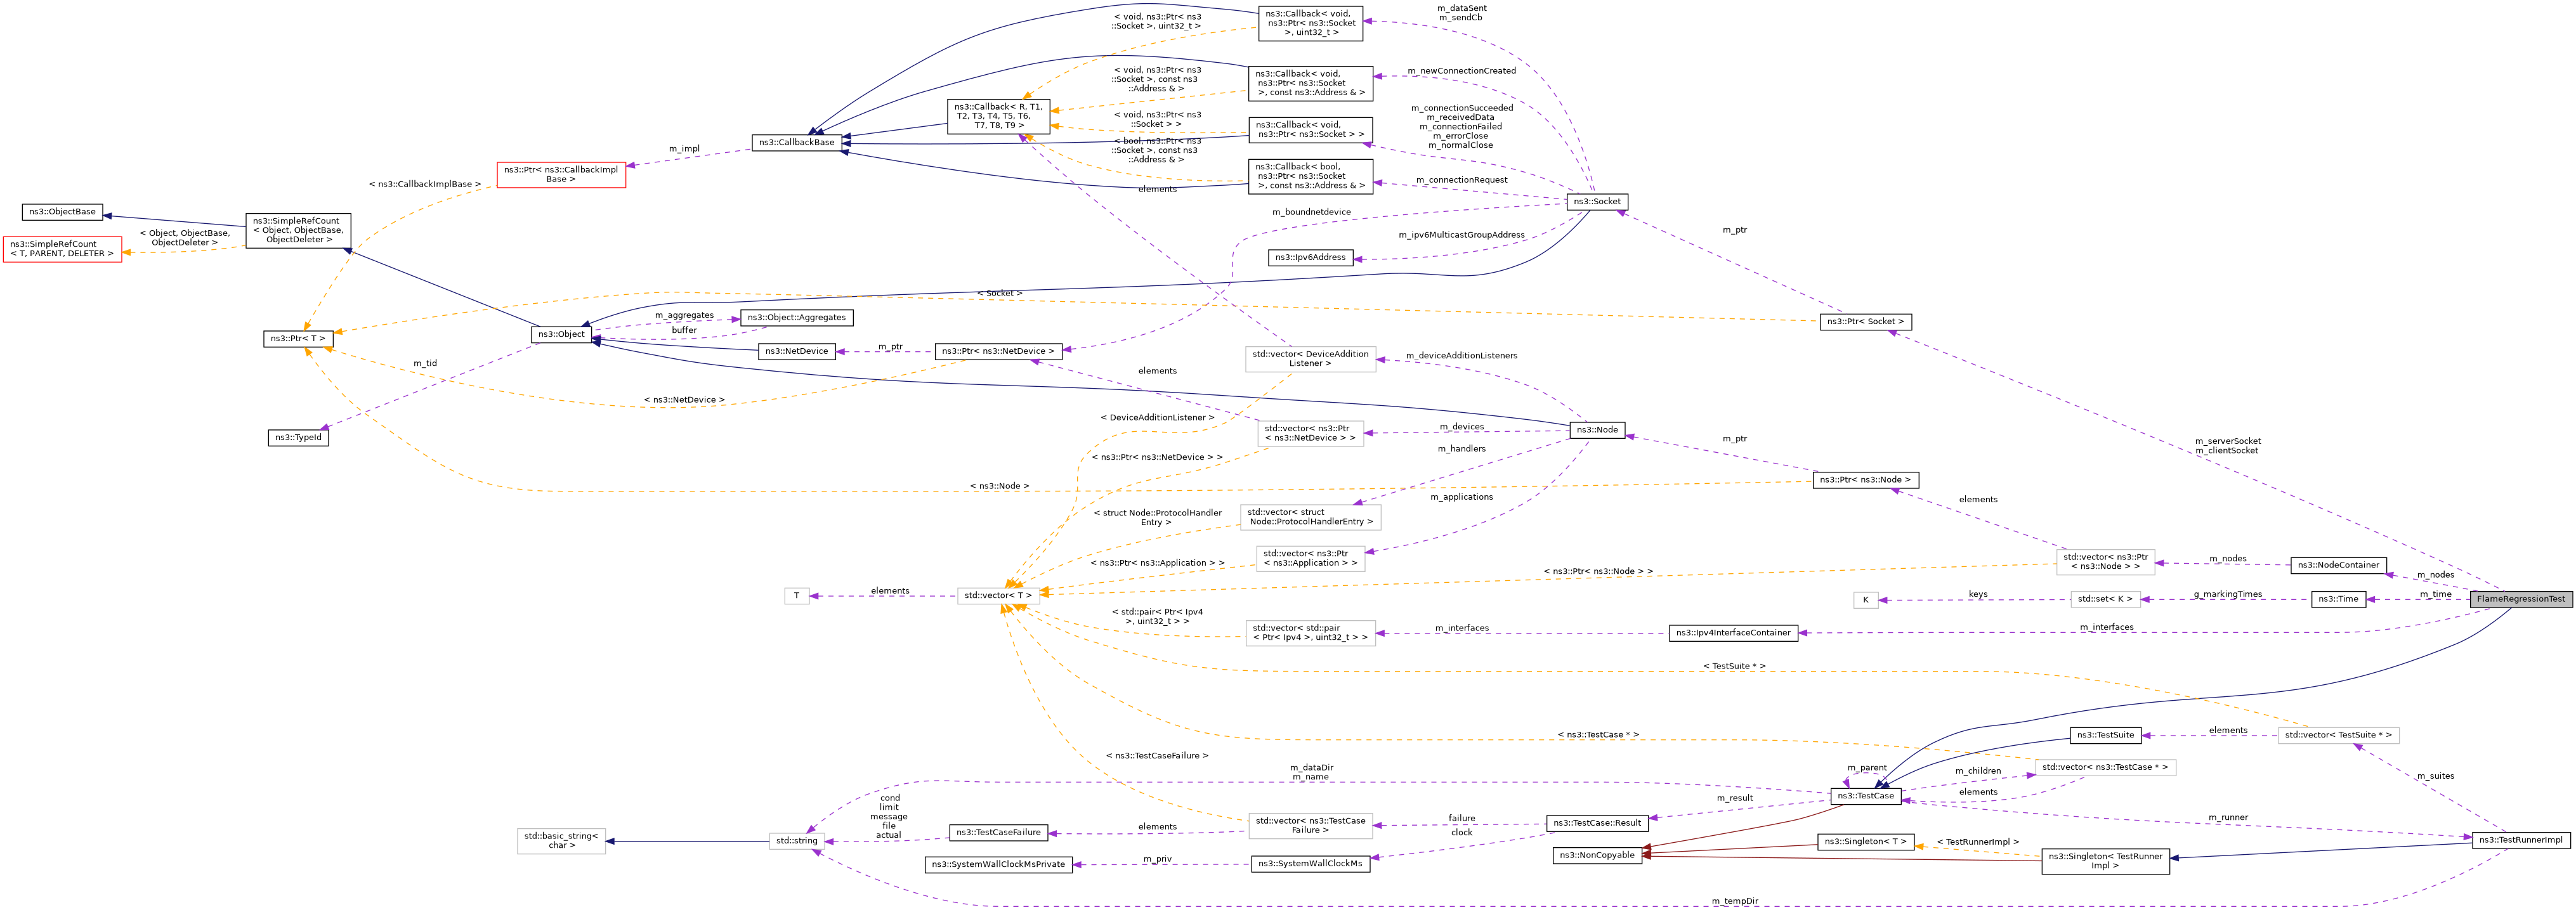 ns3::ObjectBase
ns3::SimpleRefCount
< T, PARENT, DELETER >
< Object, ObjectBase,
ObjectDeleter >
ns3::SimpleRefCount
< Object, ObjectBase,
ObjectDeleter >
ns3::Ptr< T >
ns3::TypeId
< ns3::CallbackImplBase >
m_tid
ns3::Ptr< ns3::CallbackImpl
Base >
ns3::Object
m_impl
m_aggregates
buffer
< ns3::NetDevice >
ns3::CallbackBase
ns3::Object::Aggregates
ns3::NetDevice
m_ptr
ns3::Callback< R, T1,
T2, T3, T4, T5, T6,
T7, T8, T9 >
< Socket >
ns3::Ptr< ns3::NetDevice >
< ns3::Node >
< void, ns3::Ptr< ns3
::Socket >, uint32_t >
< void, ns3::Ptr< ns3
::Socket >, const ns3
::Address & >
< void, ns3::Ptr< ns3
::Socket > >
< bool, ns3::Ptr< ns3
::Socket >, const ns3
::Address & >
elements
elements
ns3::Callback< void,
ns3::Ptr< ns3::Socket
>, uint32_t >
ns3::Callback< void,
ns3::Ptr< ns3::Socket
>, const ns3::Address & >
ns3::Callback< void,
ns3::Ptr< ns3::Socket > >
ns3::Callback< bool,
ns3::Ptr< ns3::Socket
>, const ns3::Address & >
m_boundnetdevice
ns3::Ipv6Address
std::vector< DeviceAddition
Listener >
m_dataSent
m_sendCb
m_newConnectionCreated
m_connectionSucceeded
m_receivedData
m_connectionFailed
m_errorClose
m_normalClose
m_connectionRequest
m_ipv6MulticastGroupAddress
ns3::Socket
m_ptr
ns3::Ptr< Socket >
m_serverSocket
m_clientSocket
m_deviceAdditionListeners
< DeviceAdditionListener >
std::vector< ns3::Ptr
< ns3::NetDevice > >
m_devices
ns3::Node
m_ptr
m_handlers
< ns3::Ptr< ns3::NetDevice > >
ns3::Ptr< ns3::Node >
m_applications
elements
< struct Node::ProtocolHandler
Entry >
std::vector< struct
Node::ProtocolHandlerEntry >
< ns3::Ptr< ns3::Application > >
std::vector< ns3::Ptr
< ns3::Application > >
< ns3::Ptr< ns3::Node > >
std::vector< ns3::Ptr
< ns3::Node > >
m_nodes
ns3::NodeContainer
m_nodes
T
elements
std::vector< T >
K
keys
std::set< K >
g_markingTimes
ns3::Time
m_time
FlameRegressionTest
< std::pair< Ptr< Ipv4
>, uint32_t > >
std::vector< std::pair
< Ptr< Ipv4 >, uint32_t > >
m_interfaces
ns3::Ipv4InterfaceContainer
m_interfaces
< TestSuite * >
< ns3::TestCase * >
ns3::TestSuite
elements
std::vector< TestSuite * >
< ns3::TestCaseFailure >
m_dataDir
m_name
m_parent
m_children
elements
std::vector< ns3::TestCase * >
m_suites
ns3::TestCase
m_result
cond
limit
message
file
actual
std::basic_string<
char >
std::string
ns3::TestCaseFailure
elements
std::vector< ns3::TestCase
Failure >
failure
clock
ns3::TestCase::Result
m_runner
ns3::TestRunnerImpl
ns3::Singleton< T >
< TestRunnerImpl >
ns3::NonCopyable
ns3::Singleton< TestRunner
Impl >
ns3::SystemWallClockMsPrivate
m_priv
ns3::SystemWallClockMs
m_tempDir